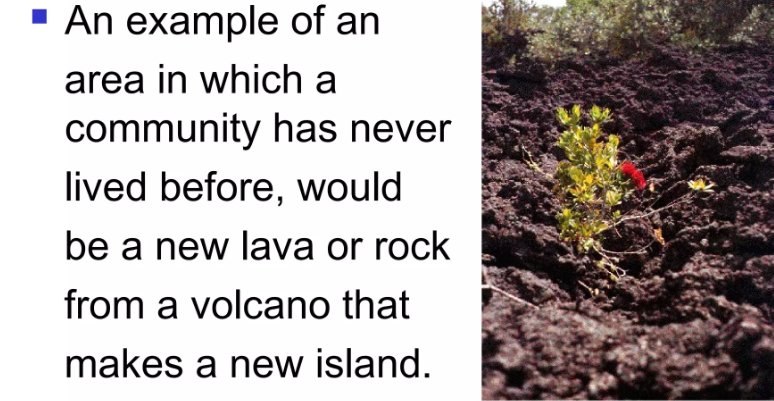 An example of an
area in which a
community has never
lived before, would
be a new lava or rock
from a volcano that
makes a new island.